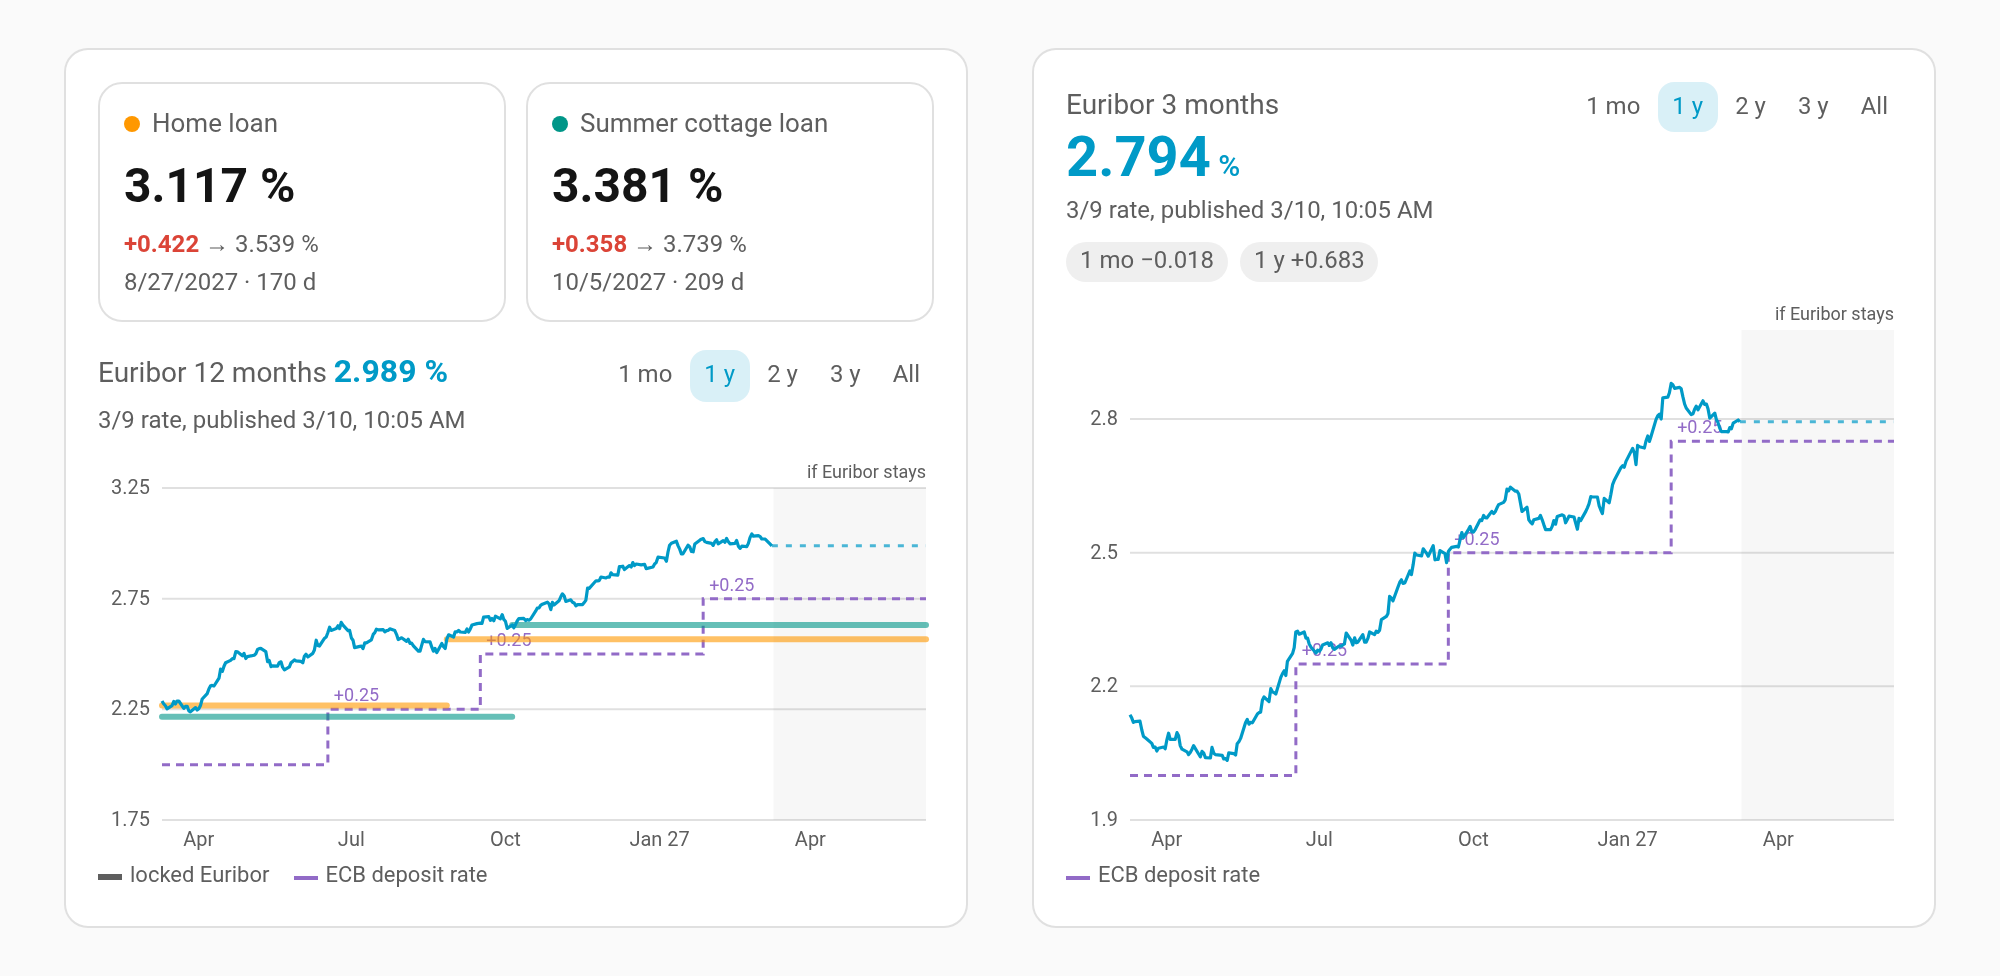 Home loan
3.117 %
+0.422 → 3.539 %
8/27/2027 · 170 d
Summer cottage loan
3.381 %
+0.358 → 3.739 %
10/5/2027 · 209 d
Euribor 12 months 2.989 %
1 mo 1 y 2 y 3 y All
3/9 rate, published 3/10, 10:05 AM
if Euribor stays
3.25
2.75
2.25
1.75
+0.25
+0.25
+0.25
Apr Jul Oct Jan 27 Apr
locked Euribor ECB deposit rate
Euribor 3 months
1 mo 1 y 2 y 3 y All
2.794 %
3/9 rate, published 3/10, 10:05 AM
1 mo −0.018 1 y +0.683
if Euribor stays
2.8
2.5
2.2
1.9
+0.25
+0.25
+0.25
Apr Jul Oct Jan 27 Apr
ECB deposit rate